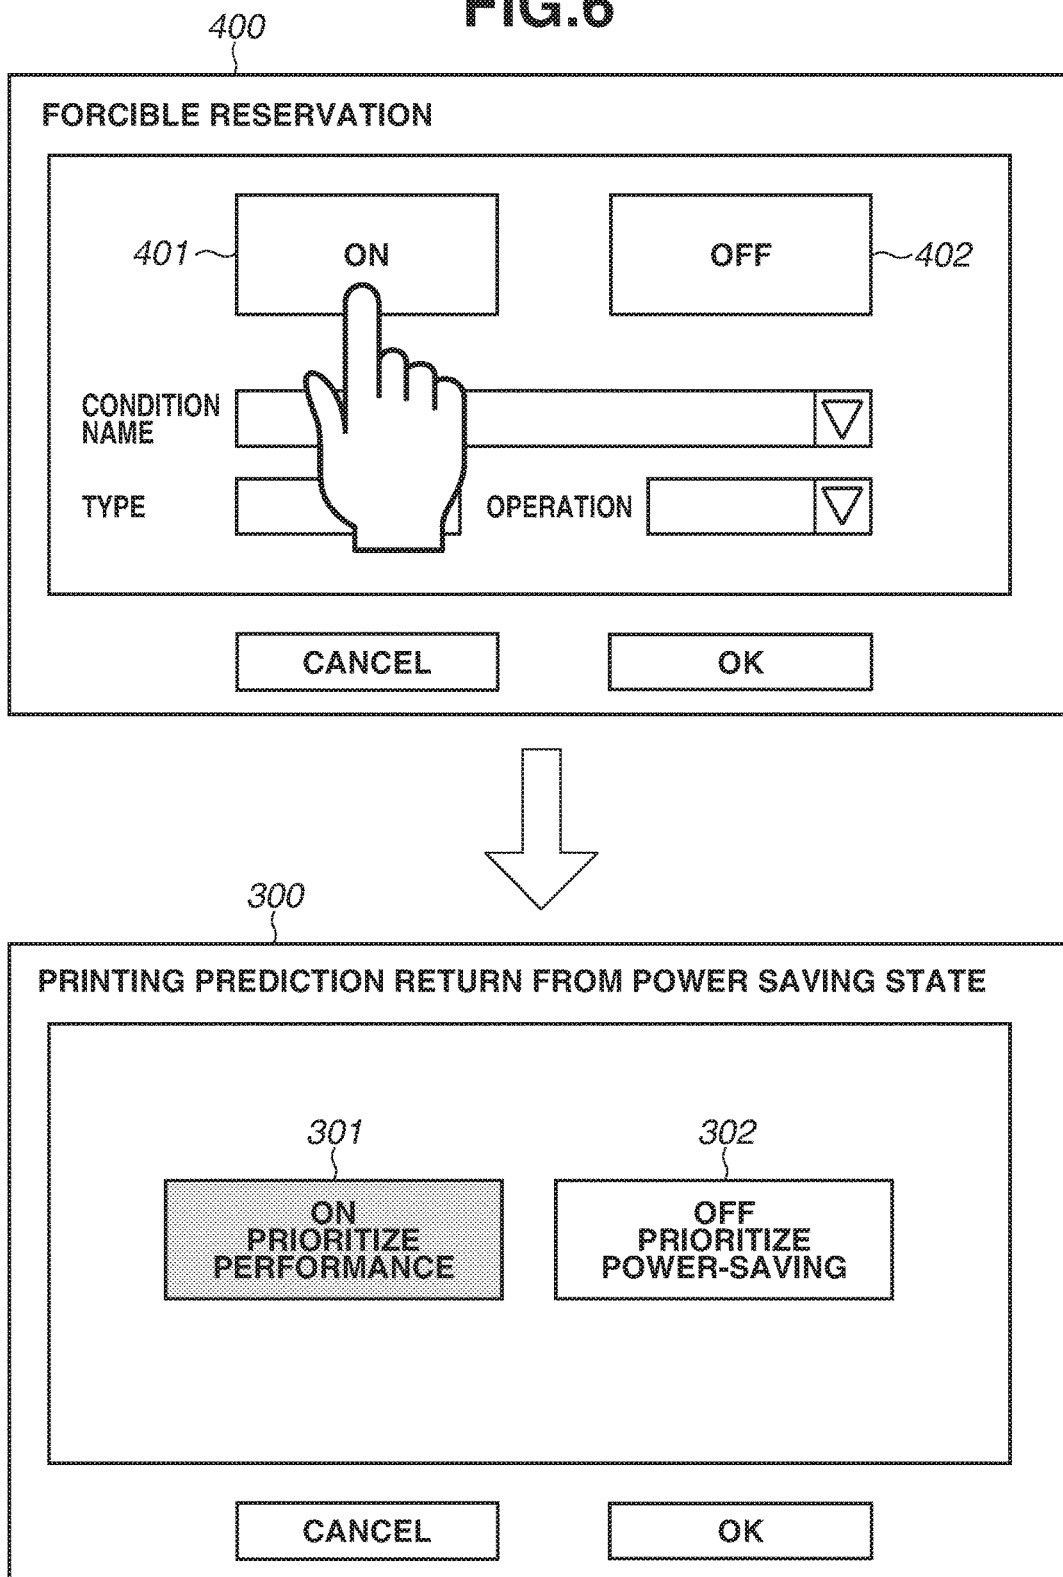 FIG.6
400
FORCIBLE RESERVATION
401
ON
OFF
402
CONDITION
NAME
TYPE
OPERATION
CANCEL
OK
300
PRINTING PREDICTION RETURN FROM POWER SAVING STATE
301
302
ON
PRIORITIZE
PERFORMANCE
OFF
PRIORITIZE
POWER-SAVING
CANCEL
OK